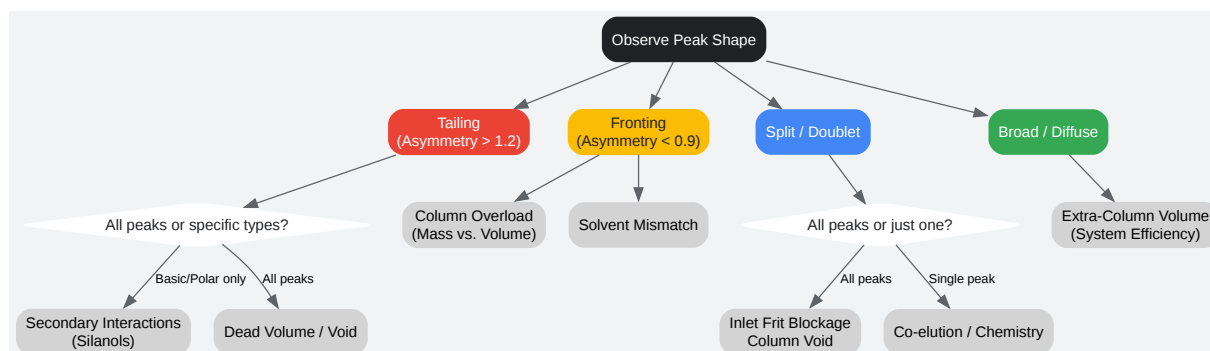 Observe Peak Shape
Tailing
(Asymmetry > 1.2)
Fronting
(Asymmetry < 0.9)
Split / Doublet
Broad / Diffuse
All peaks or specific types?
Column Overload
(Mass vs. Volume)
Solvent Mismatch
All peaks or just one?
Extra-Column Volume
(System Efficiency)
Basic/Polar only
All peaks
All peaks
Single peak
Secondary Interactions
(Silanols)
Dead Volume / Void
Inlet Frit Blockage
Column Void
Co-elution / Chemistry